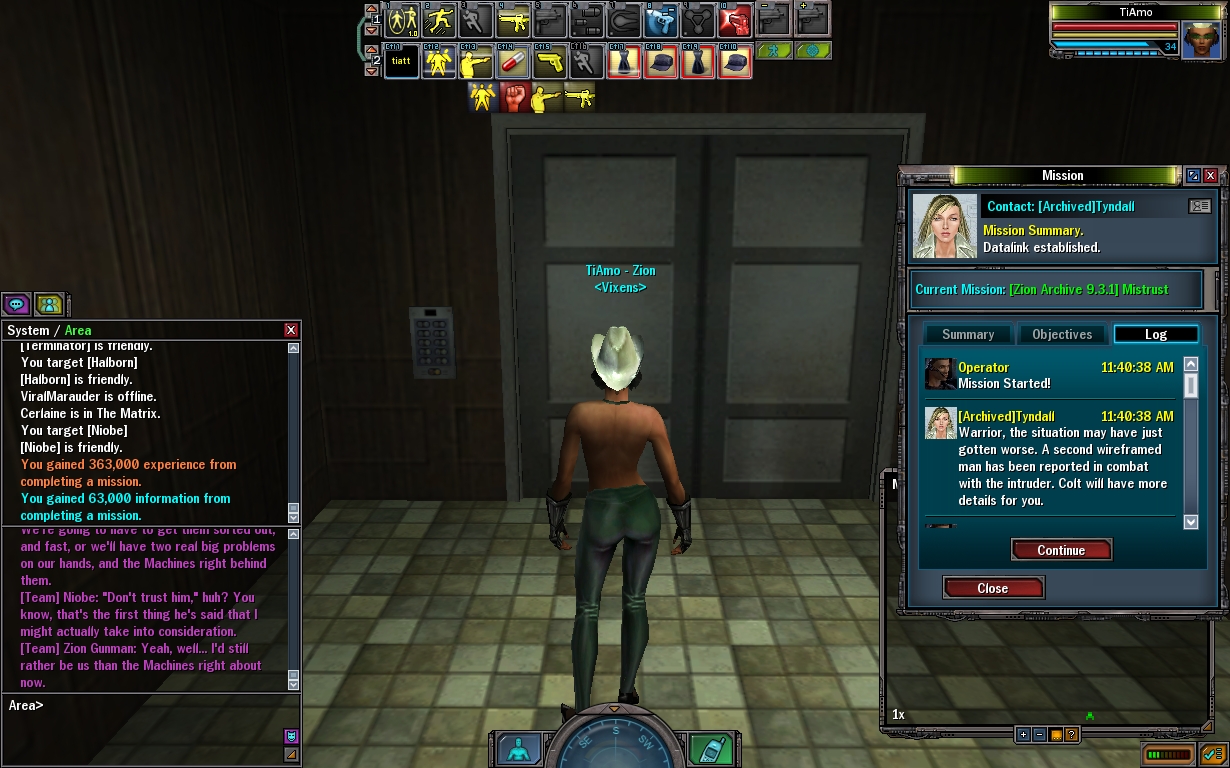 TiAmo
34
1
1.0
2
Ctrl1
tiatt
TiAmo - Zion
<Vixens>
Mission
Contact: [Archived]Tyndall
Mission Summary.
Datalink established.
Current Mission: [Zion Archive 9.3.1] Mistrust
Summary
Objectives
Log
Operator
11:40:38 AM
Mission Started!
[Archived]Tyndall
11:40:38 AM
Warrior, the situation may have just
gotten worse. A second wireframed
man has been reported in combat
with the intruder. Colt will have more
details for you.
Continue
Close
System / Area
[Terminator] is friendly.
You target [Halborn]
[Halborn] is friendly.
ViralMarauder is offline.
Cerlaine is in The Matrix.
You target [Niobe]
[Niobe] is friendly.
You gained 363,000 experience from
completing a mission.
You gained 63,000 information from
completing a mission.
We're going to have to get them sorted out,
and fast, or we'll have two real big problems
on our hands, and the Machines right behind
them.
[Team] Niobe: "Don't trust him," huh? You
know, that's the first thing he's said that I
might actually take into consideration.
[Team] Zion Gunman: Yeah, well... I'd still
rather be us than the Machines right about
now.
Area>
1x
SE
S
SW